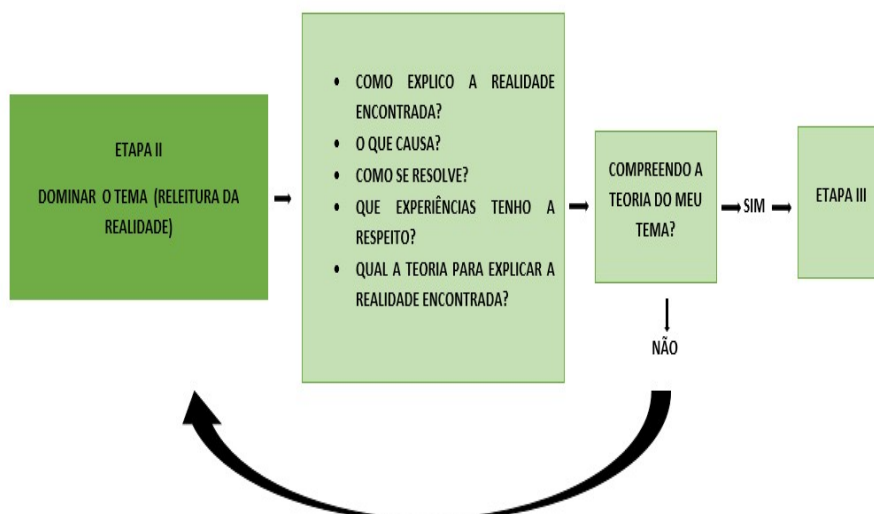 ETAPA II
DOMINAR O TEMA (RELEITURA DA
REALIDADE)
• COMO EXPLICO A REALIDADE
ENCONTRADA?
• O QUE CAUSA?
• COMO SE RESOLVE?
• QUE EXPERIÊNCIAS TENHO A
RESPEITO?
• QUAL A TEORIA PARA EXPLICAR A
REALIDADE ENCONTRADA?
COMPREENDO A
TEORIA DO MEU
TEMA?
SIM
ETAPA III
NÃO